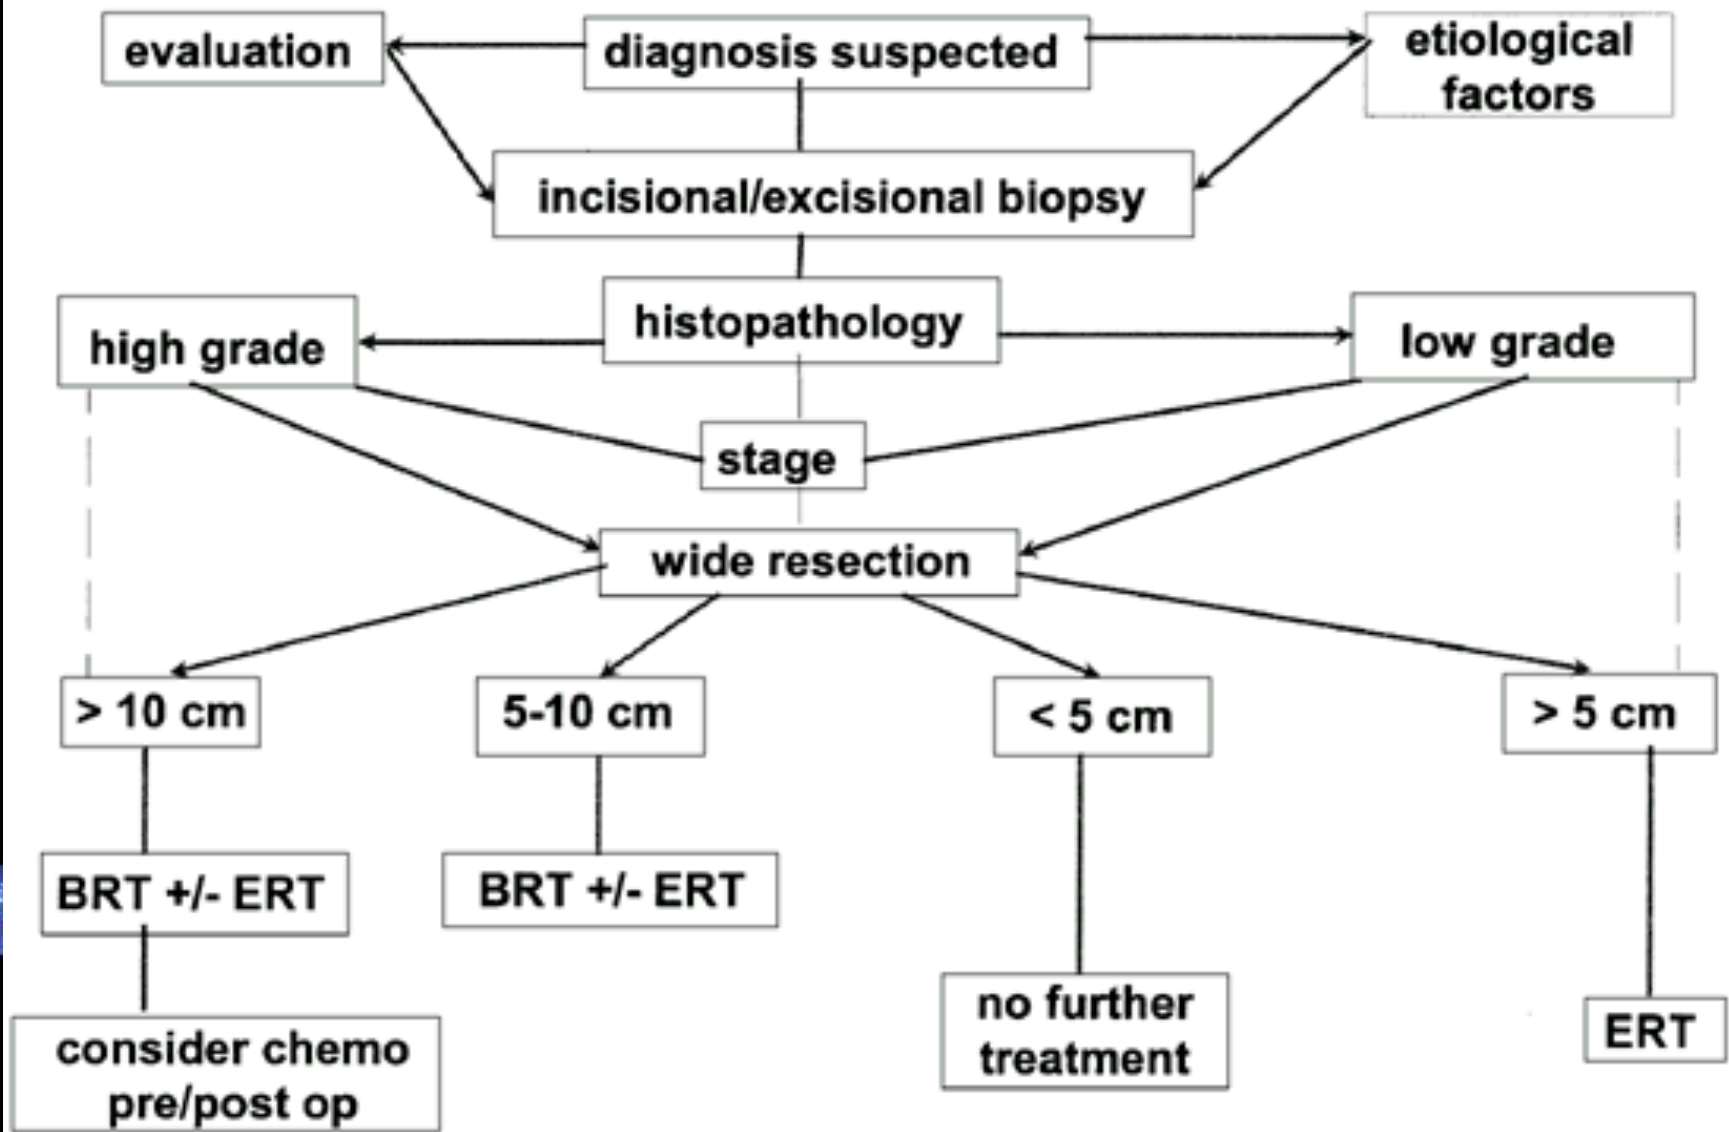 evaluation
diagnosis suspected
etiological
factors
incisional/excisional biopsy
high grade
histopathology
low grade
stage
wide resection
> 10 cm
5-10 cm
< 5 cm
> 5 cm
BRT +/- ERT
BRT +/- ERT
no further
treatment
ERT
consider chemo
pre/post op